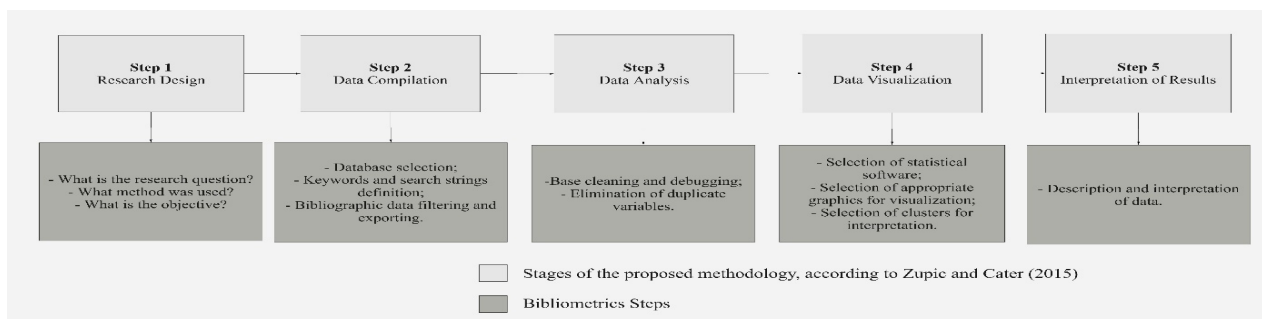 Step 1
Research Design
Step 2
Data Compilation
Step 3
Data Analysis
Step 4
Data Visualization
Step 5
Interpretation of Results
- What is the research question?
- What method was used?
- What is the objective?
- Database selection;
- Keywords and search strings
definition;
- Bibliographic data filtering and
exporting.
-Base cleaning and debugging;
- Elimination of duplicate
variables.
- Selection of statistical
software;
- Selection of appropriate
graphics for visualization;
- Selection of clusters for
interpretation.
- Description and interpretation
of data.
Stages of the proposed methodology, according to Zupic and Cater (2015)
Bibliometrics Steps